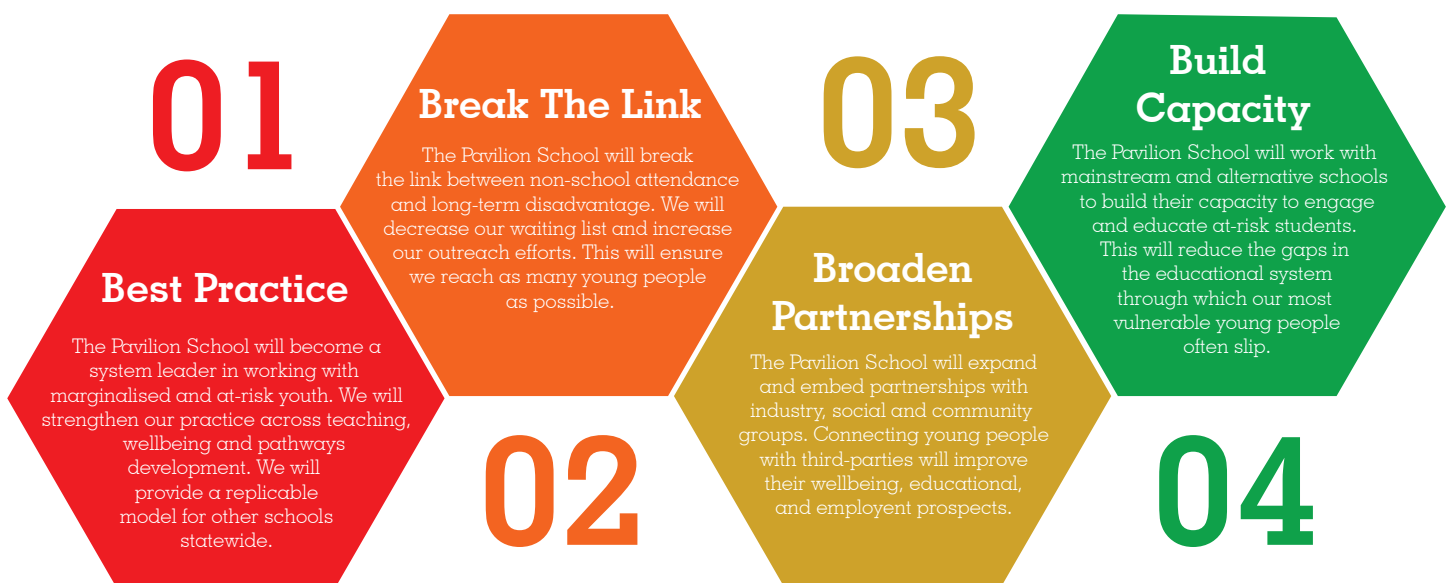 01
Best Practice
The Pavilion School will become a
system leader in working with
marginalised and at-risk youth. We will
strengthen our practice across teaching,
wellbeing and pathways
development. We will
provide a replicable
model for other schools
statewide.
Break The Link
The Pavilion School will break
the link between non-school attendance
and long-term disadvantage. We will
decrease our waiting list and increase
our outreach efforts. This will ensure
we reach as many young people
as possible.
02
03
Broaden
Partnerships
The Pavilion School will expand
and embed partnerships with
industry, social and community
groups. Connecting young people
with third-parties will improve
their wellbeing, educational,
and employent prospects.
Build
Capacity
The Pavilion School will work with
mainstream and alternative schools
to build their capacity to engage
and educate at-risk students.
This will reduce the gaps in
the educational system
through which our most
vulnerable young people
often slip.
04